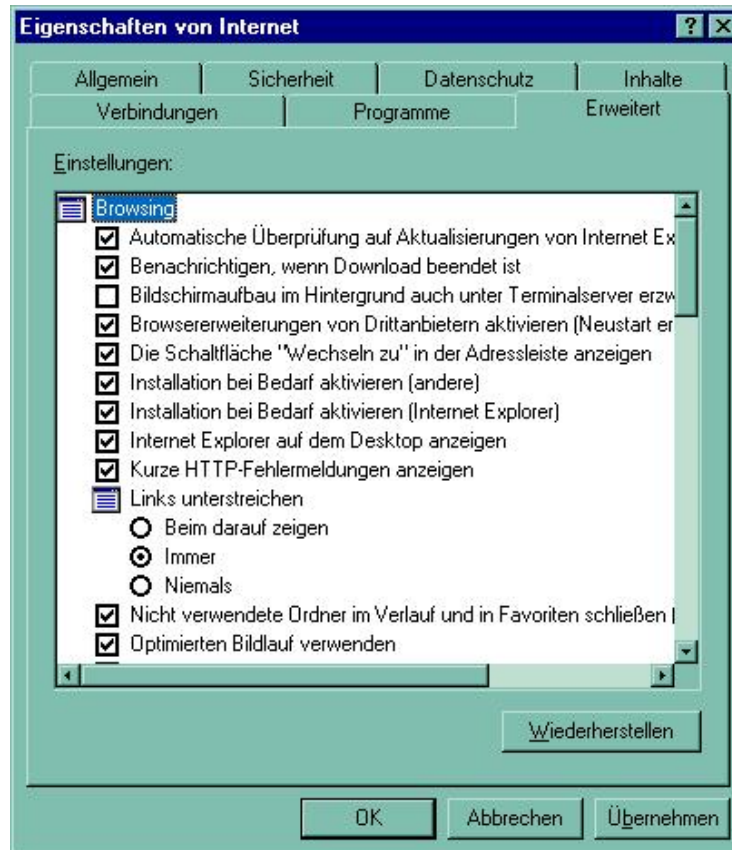 Eigenschaften von Internet
Allgemein
Sicherheit
Datenschutz
Inhalte
Verbindungen
Programme
Erweitert
Einstellungen:
Browsing
Automatische Überprüfung auf Aktualisierungen von Internet Ex
Benachrichtigen, wenn Download beendet ist
Bildschirmaufbau im Hintergrund auch unter Terminalserver erzw
Browsererweiterungen von Drittanbietern aktivieren (Neustart er
Die Schaltfläche "Wechseln zu" in der Adressleiste anzeigen
Installation bei Bedarf aktivieren (andere)
Installation bei Bedarf aktivieren (Internet Explorer)
Internet Explorer auf dem Desktop anzeigen
Kurze HTTP-Fehlermeldungen anzeigen
Links unterstreichen
Beim darauf zeigen
Immer
Niemals
Nicht verwendete Ordner im Verlauf und in Favoriten schließen
Optimierten Bildlauf verwenden
Wiederherstellen
OK
Abbrechen
Übernehmen